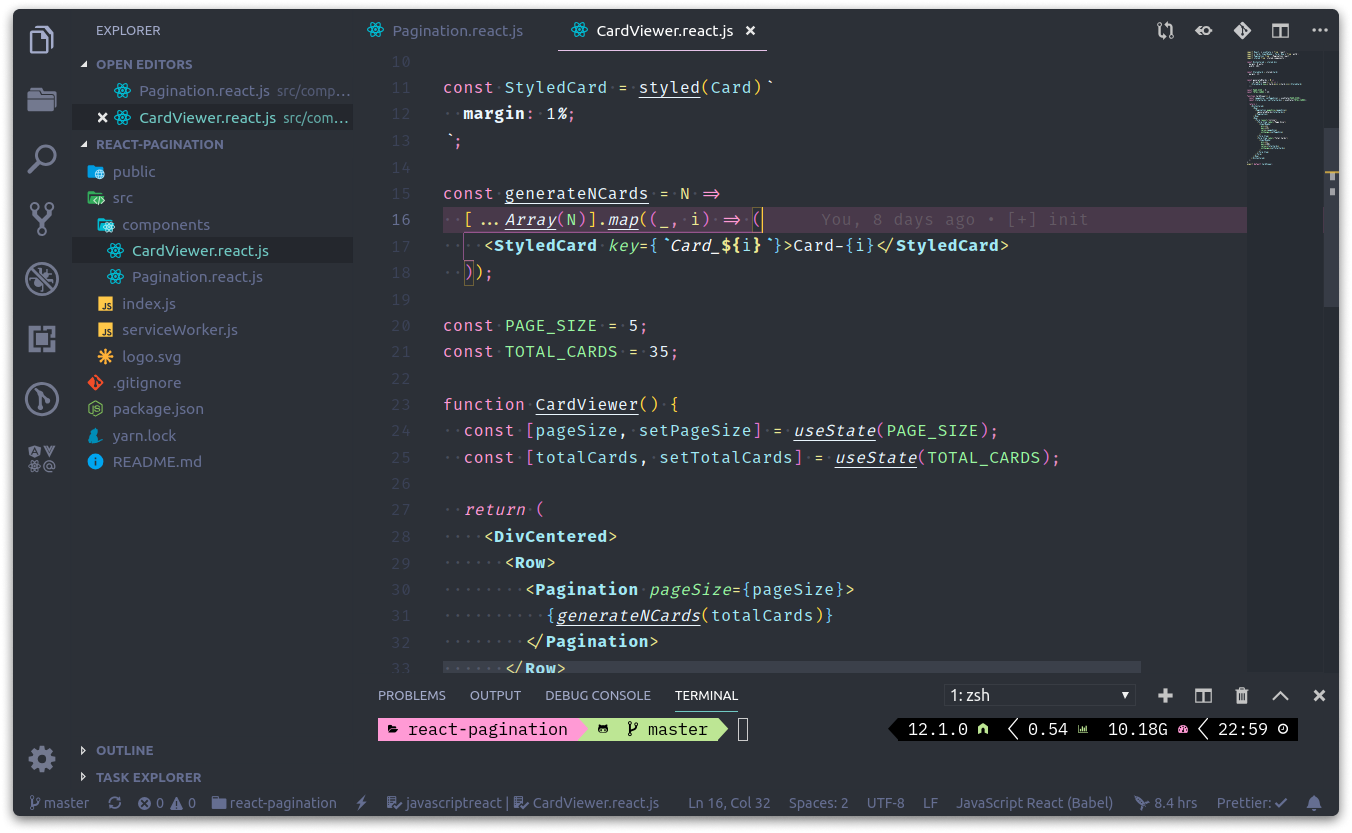 EXPLORER
OPEN EDITORS
Pagination.react.js src/comp...
CardViewer.react.js src/com...
REACT-PAGINATION
public
src
components
CardViewer.react.js
Pagination.react.js
index.js
serviceWorker.js
logo.svg
.gitignore
package.json
yarn.lock
README.md
OUTLINE
TASK EXPLORER
Pagination.react.js CardViewer.react.js
10
11 const StyledCard = styled(Card)`
12 margin: 1%;
13 `;
14
15 const generateNCards = N =>
16 [...Array(N)].map((_, i) => ( You, 8 days ago • [+] init
17 <StyledCard key={`Card_${i}`}>Card-{i}</StyledCard>
18 ));
19
20 const PAGE_SIZE = 5;
21 const TOTAL_CARDS = 35;
22
23 function CardViewer() {
24 const [pageSize, setPageSize] = useState(PAGE_SIZE);
25 const [totalCards, setTotalCards] = useState(TOTAL_CARDS);
26
27 return (
28 <DivCentered>
29 <Row>
30 <Pagination pageSize={pageSize}>
31 {generateNCards(totalCards)}
32 </Pagination>
33 </Row>
PROBLEMS OUTPUT DEBUG CONSOLE TERMINAL 1: zsh
react-pagination master 12.1.0 0.54 10.18G 22:59
master 0 0 react-pagination javascriptreact | CardViewer.react.js Ln 16, Col 32 Spaces: 2 UTF-8 LF JavaScript React (Babel) 8.4 hrs Prettier: ✓